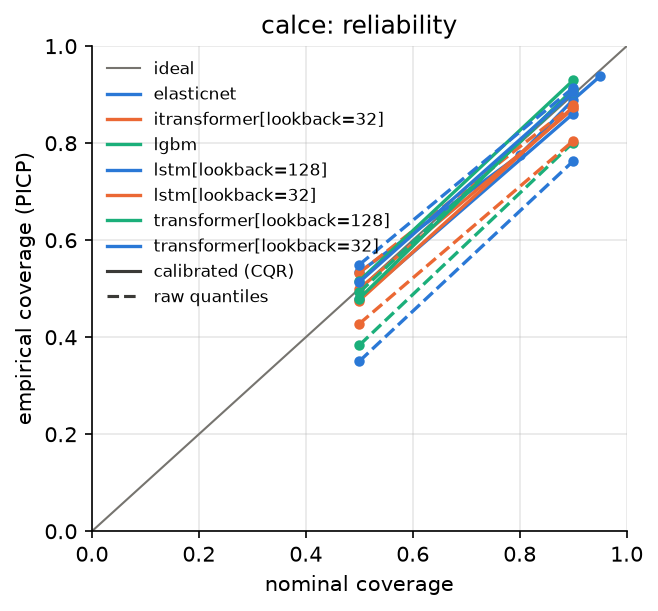 calce: reliability
1.0
0.8
0.6
0.4
0.2
0.0
empirical coverage (PICP)
ideal
elasticnet
itransformer[lookback=32]
lgbm
lstm[lookback=128]
lstm[lookback=32]
transformer[lookback=128]
transformer[lookback=32]
calibrated (CQR)
raw quantiles
0.0 0.2 0.4 0.6 0.8 1.0
nominal coverage